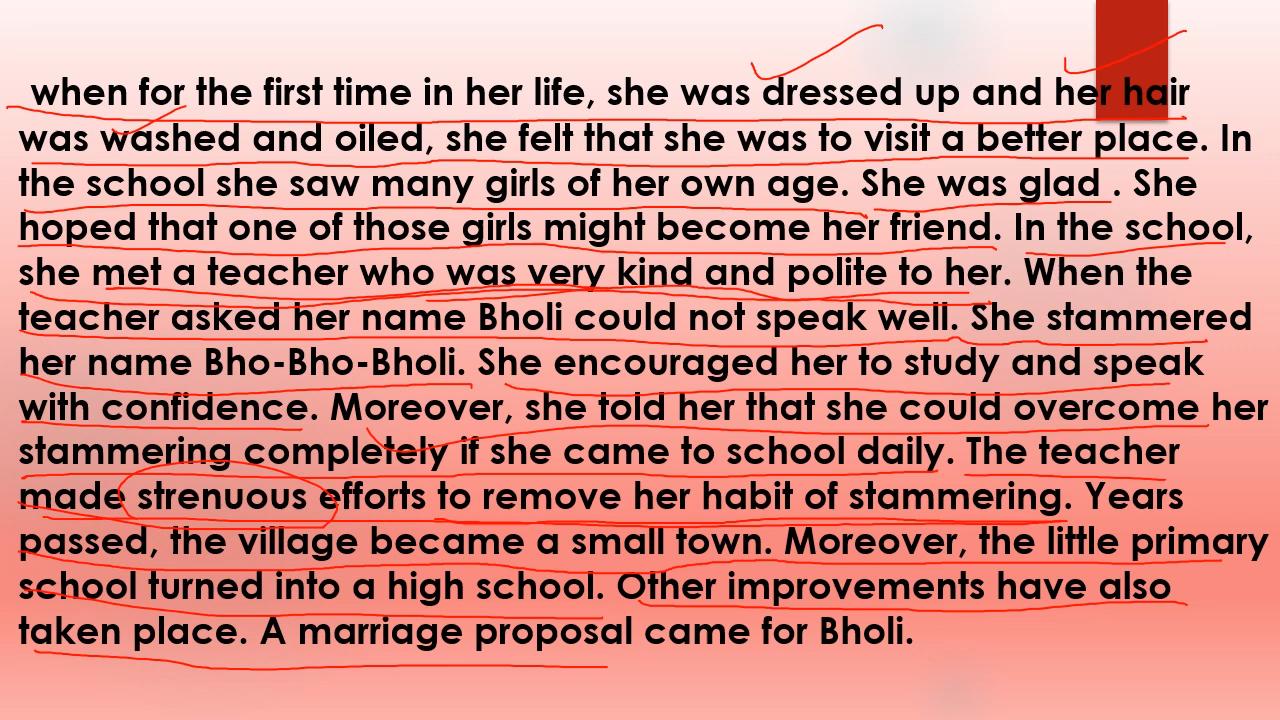 when for the first time in her life, she was dressed up and her hair
was washed and oiled, she felt that she was to visit a better place. In
the school she saw many girls of her own age. She was glad . She
hoped that one of those girls might become her friend. In the school,
she met a teacher who was very kind and polite to her. When the
teacher asked her name Bholi could not speak well. She stammered
her name Bho-Bho-Bholi. She encouraged her to study and speak
with confidence. Moreover, she told her that she could overcome her
stammering completely if she came to school daily. The teacher
made strenuous efforts to remove her habit of stammering. Years
passed, the village became a small town. Moreover, the little primary
school turned into a high school. Other improvements have also
taken place. A marriage proposal came for Bholi.